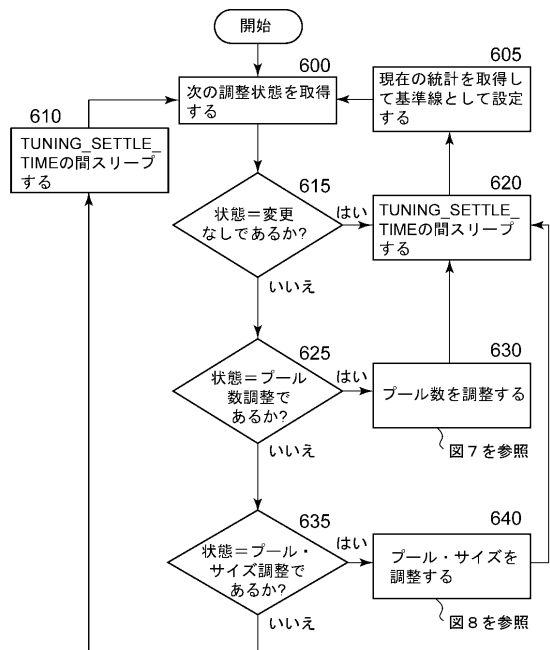 開始
600
次の調整状態を取得
する
605
現在の統計を取得し
て基準線として設定
する
610
TUNING_SETTLE_
TIMEの間スリープ
する
615
状態＝変更
なしであるか?
はい
いいえ
620
TUNING_SETTLE_
TIMEの間スリープ
する
625
状態＝プール
数調整で
あるか?
はい
いいえ
630
プール数を調整する
図７を参照
635
状態＝プール・
サイズ調整で
あるか?
はい
いいえ
640
プール・サイズを
調整する
図８を参照